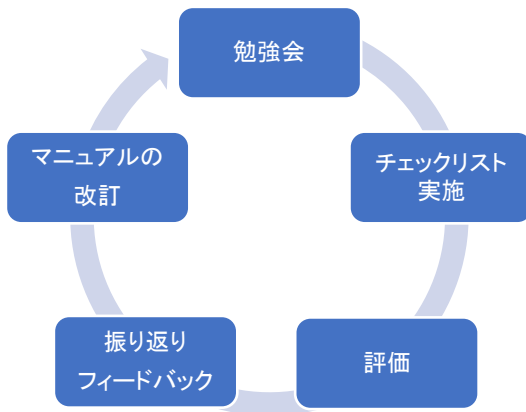 勉強会
チェックリスト
実施
評価
振り返り
フィードバック
マニュアルの
改訂